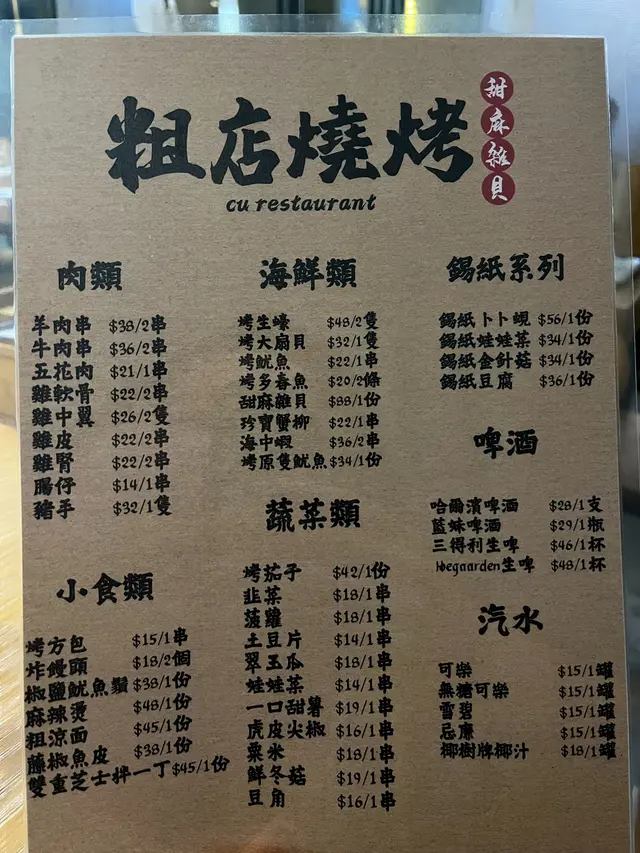 粗店燒烤
甜麻雜貝
cu restaurant
肉類
羊肉串 $38/2串
牛肉串 $36/2串
五花肉 $21/1串
雞軟骨 $22/2串
雞中翼 $26/2隻
雞皮 $22/2串
雞腎 $22/2串
腸仔 $14/1串
豬手 $32/1隻
小食類
烤方包 $15/1串
炸饅頭 $18/2個
椒鹽魷魚鬚 $38/1份
麻辣燙 $48/1份
粗涼面 $45/1份
藤椒魚皮 $38/1份
雙重芝士拌一丁 $45/1份
海鮮類
烤生蠔 $48/2隻
烤大扇貝 $32/1隻
烤魷魚 $22/1串
烤多春魚 $20/2條
甜麻雜貝 $88/1份
珍寶蟹柳 $22/1串
海中蝦 $36/2串
烤原隻魷魚 $34/1份
蔬菜類
烤茄子 $42/1份
韭菜 $18/1串
菠蘿 $18/1串
土豆片 $14/1串
翠玉瓜 $18/1串
娃娃菜 $14/1串
一口甜薯 $19/1串
虎皮尖椒 $16/1串
粟米 $18/1串
鮮冬菇 $19/1串
豆角 $16/1串
錫紙系列
錫紙卜卜蜆 $56/1份
錫紙娃娃菜 $34/1份
錫紙金針菇 $34/1份
錫紙豆腐 $36/1份
啤酒
哈爾濱啤酒 $28/1支
藍妹啤酒 $29/1瓶
三得利生啤 $46/1杯
Hoegaarden生啤 $48/1杯
汽水
可樂 $15/1罐
無糖可樂 $15/1罐
雪碧 $15/1罐
忌廉 $15/1罐
椰樹牌椰汁 $18/1罐